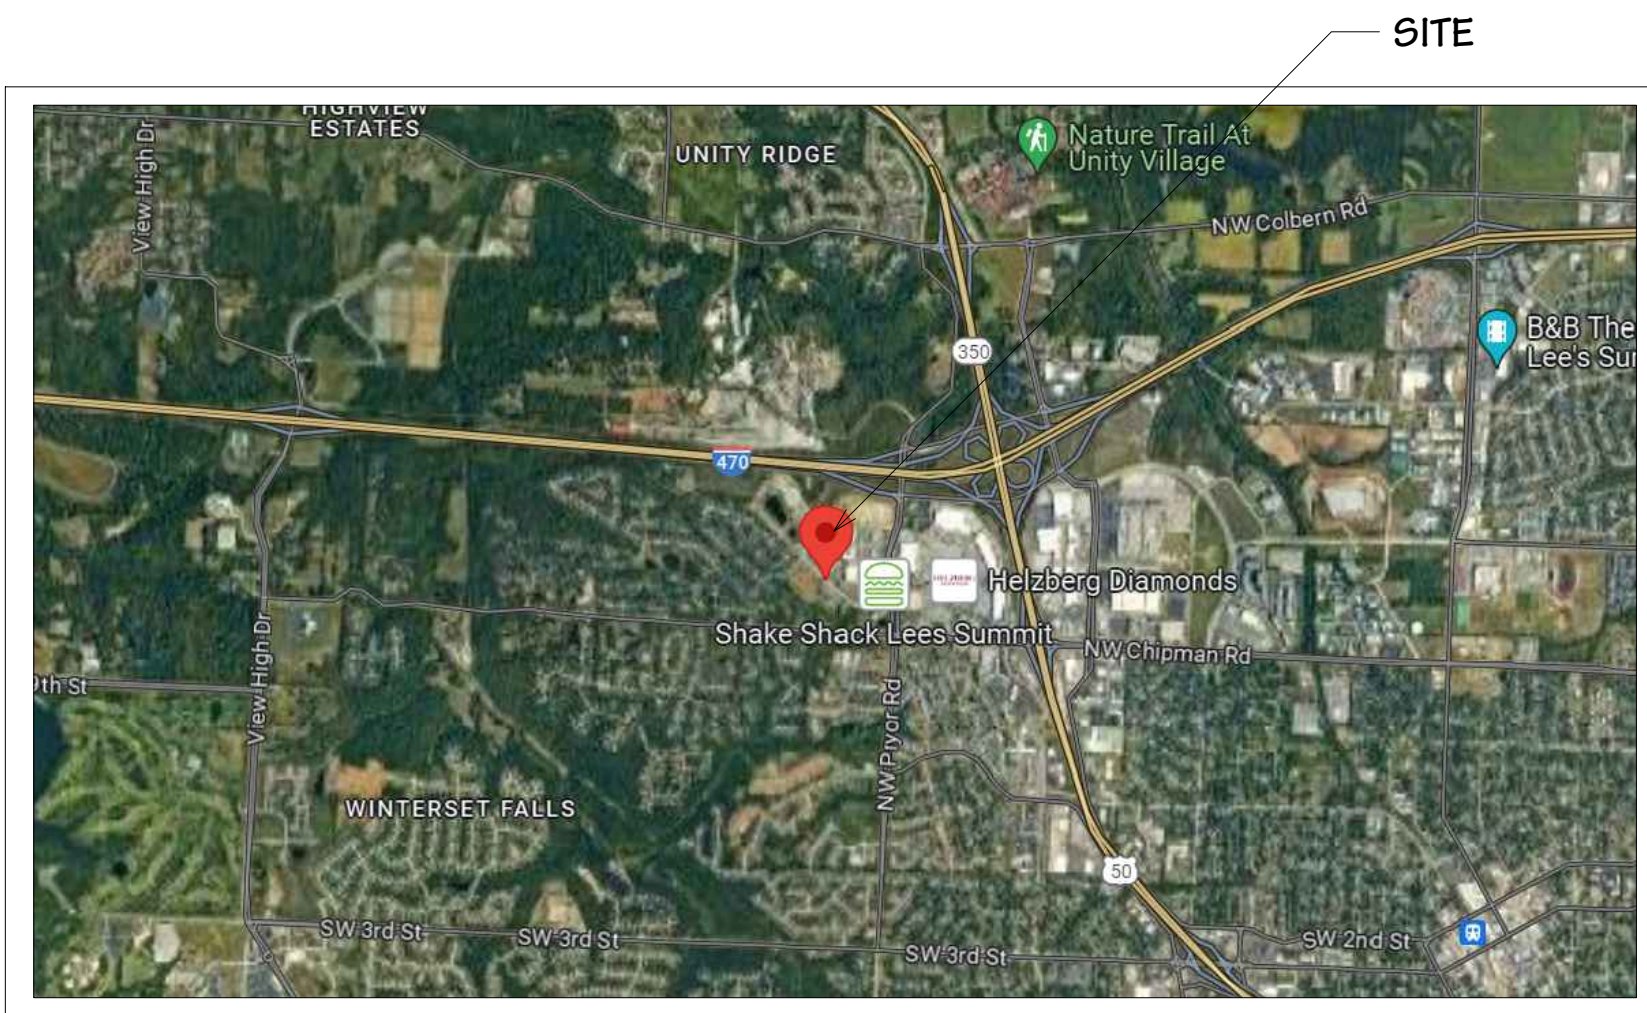 SITE
HIGHVIEW
ESTATES
UNITY RIDGE
Nature Trail At
Unity Village
View High Dr
NW Colbern Rd
350
B&B The
Lee's Sur
470
Helzberg Diamonds
Shake Shack Lees Summit
NW Chipman Rd
9th St
View High Dr
NW Pryor Rd
WINTERSET FALLS
50
SW 3rd St
SW 3rd St
SW 3rd St
SW 2nd St